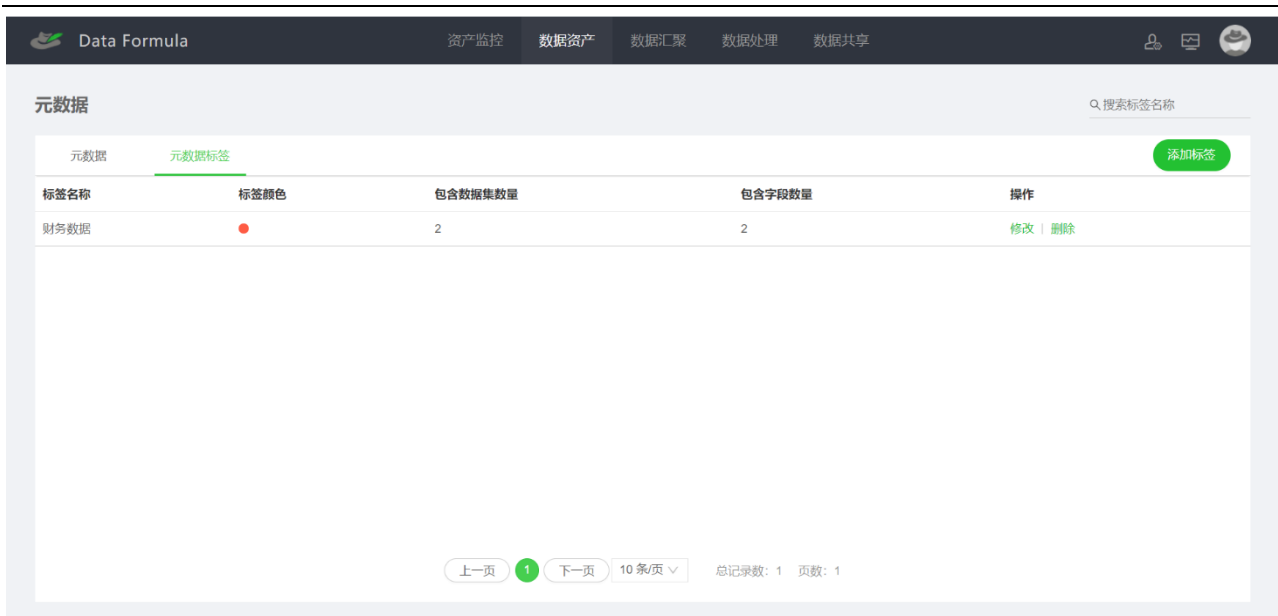 Data Formula 资产监控 数据资产 数据汇聚 数据处理 数据共享
元数据 搜索标签名称
元数据 元数据标签 添加标签
标签名称 标签颜色 包含数据集数量 包含字段数量 操作
财务数据 2 2 修改 | 删除
上一页 1 下一页 10 条/页 总记录数: 1 页数: 1